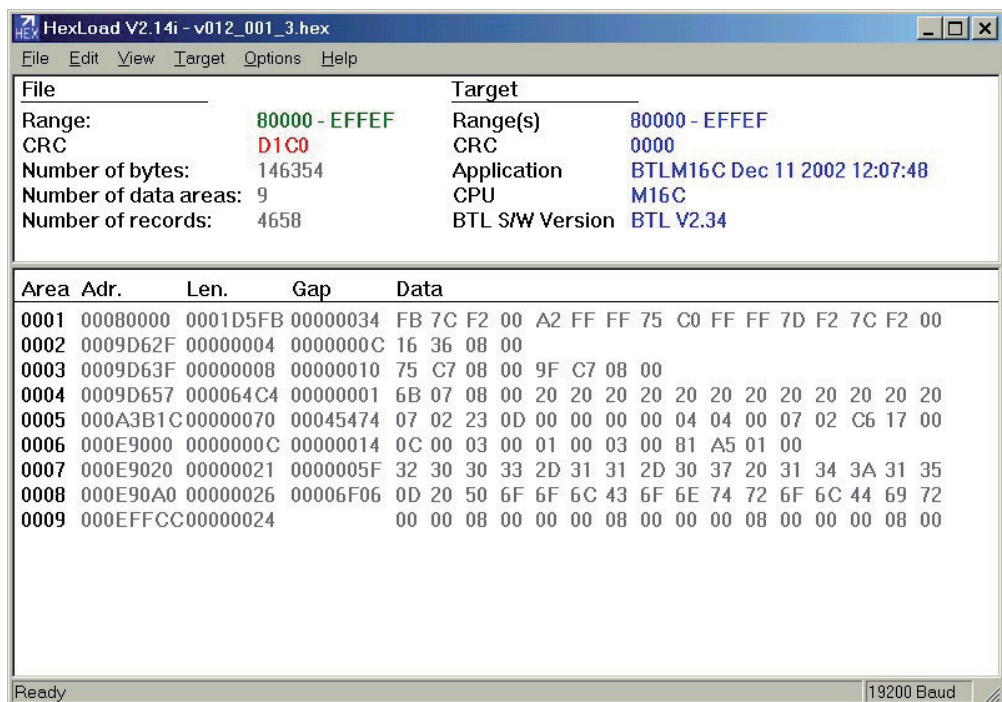 HEX HexLoad V2.14i - v012_001_3.hex
File Edit View Target Options Help
File Target
Range: 80000 - EFFEF Range(s) 80000 - EFFEF
CRC D1C0 CRC 0000
Number of bytes: 146354 Application BTLM16C Dec 11 2002 12:07:48
Number of data areas: 9 CPU M16C
Number of records: 4658 BTL S/W Version BTL V2.34
Area Adr. Len. Gap Data
0001 00080000 0001D5FB 00000034 FB 7C F2 00 A2 FF FF 75 C0 FF FF 7D F2 7C F2 00
0002 0009D62F 00000004 0000000C 16 36 08 00
0003 0009D63F 00000008 00000010 75 C7 08 00 9F C7 08 00
0004 0009D657 000064C4 00000001 6B 07 08 00 20 20 20 20 20 20 20 20 20 20 20 20
0005 000A3B1C 00000070 00045474 07 02 23 0D 00 00 00 00 04 04 00 07 02 C6 17 00
0006 000E9000 0000000C 00000014 0C 00 03 00 01 00 03 00 81 A5 01 00
0007 000E9020 00000021 0000005F 32 30 30 33 2D 31 31 2D 30 37 20 31 34 3A 31 35
0008 000E90A0 00000026 00006F06 0D 20 50 6F 6F 6C 43 6F 6E 74 72 6F 6C 44 69 72
0009 000EFFCC 00000024 00 00 08 00 00 00 08 00 00 00 08 00 00 00 08 00
Ready 19200 Baud